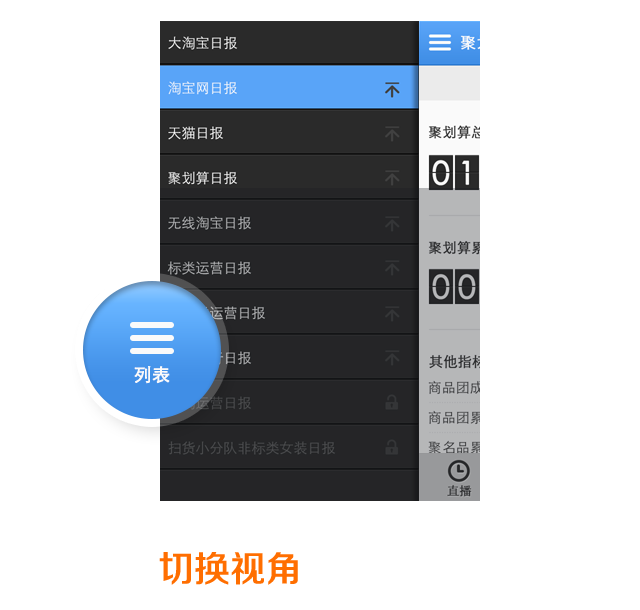 大淘宝日报
淘宝网日报
天猫日报
聚划算日报
无线淘宝日报
标类运营日报
运营日报
日报
运营日报
扫货小分队非标类女装日报
列表
聚划算总
01
聚划算累
00
其他指标
商品团成
商品团累
聚名品累
直播
切换视角